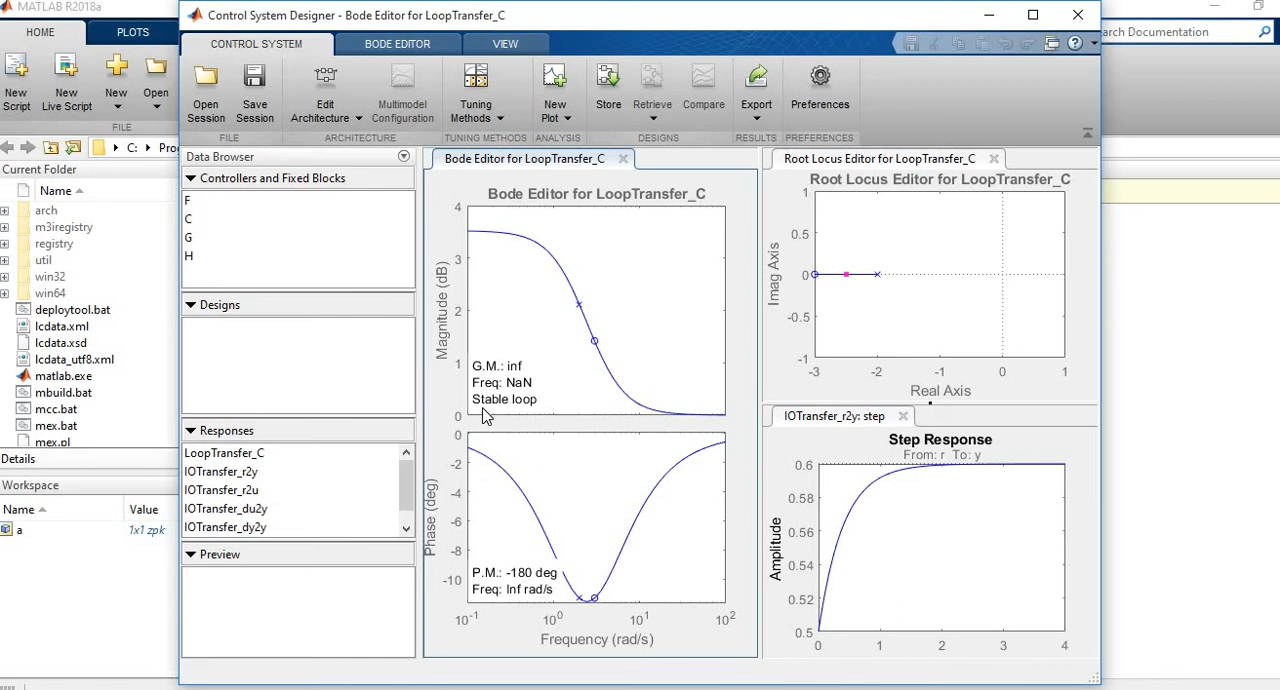 MATLAB R2018a
HOME
PLOTS
New
Script
New
Live Script
New
Open
FILE
C:
Pro
Current Folder
Name
arch
m3iregistry
registry
util
win32
win64
deploytool.bat
lcdata.xml
lcdata.xsd
lcdata_utf8.xml
matlab.exe
mbuild.bat
mcc.bat
mex.bat
mex.pl
Details
Workspace
Name
Value
a
1x1 zpk
arch Documentation
Control System Designer - Bode Editor for LoopTransfer_C
CONTROL SYSTEM
BODE EDITOR
VIEW
Open
Session
Save
Session
Edit
Architecture
Multimodel
Configuration
Tuning
Methods
New
Plot
Store
Retrieve
Compare
Export
Preferences
FILE
ARCHITECTURE
TUNING METHODS
ANALYSIS
DESIGNS
RESULTS
PREFERENCES
Data Browser
Controllers and Fixed Blocks
F
C
G
H
Designs
Responses
LoopTransfer_C
IOTransfer_r2y
IOTransfer_r2u
IOTransfer_du2y
IOTransfer_dy2y
Preview
Bode Editor for LoopTransfer_C
Bode Editor for LoopTransfer_C
4
3
2
1
0
Magnitude (dB)
G.M.: inf
Freq: NaN
Stable loop
0
-2
-4
-6
-8
-10
Phase (deg)
P.M.: -180 deg
Freq: Inf rad/s
10^-1
10^0
10^1
10^2
Frequency (rad/s)
Root Locus Editor for LoopTransfer_C
Root Locus Editor for LoopTransfer_C
1
0.5
0
-0.5
-1
Imag Axis
-3
-2
-1
0
1
Real Axis
IOTransfer_r2y: step
Step Response
From: r To: y
0.6
0.58
0.56
0.54
0.52
0.5
Amplitude
0
1
2
3
4